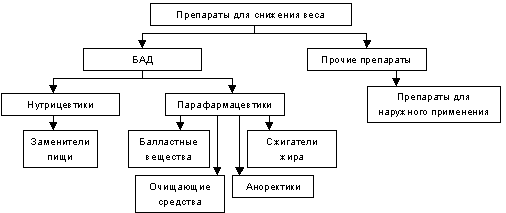 Препараты для снижения веса
БАД
Прочие препараты
Нутрицевтики
Парафармацевтики
Препараты для
наружного применения
Заменители
пищи
Балластные
вещества
Сжигатели
жира
Очищающие
средства
Аноректики